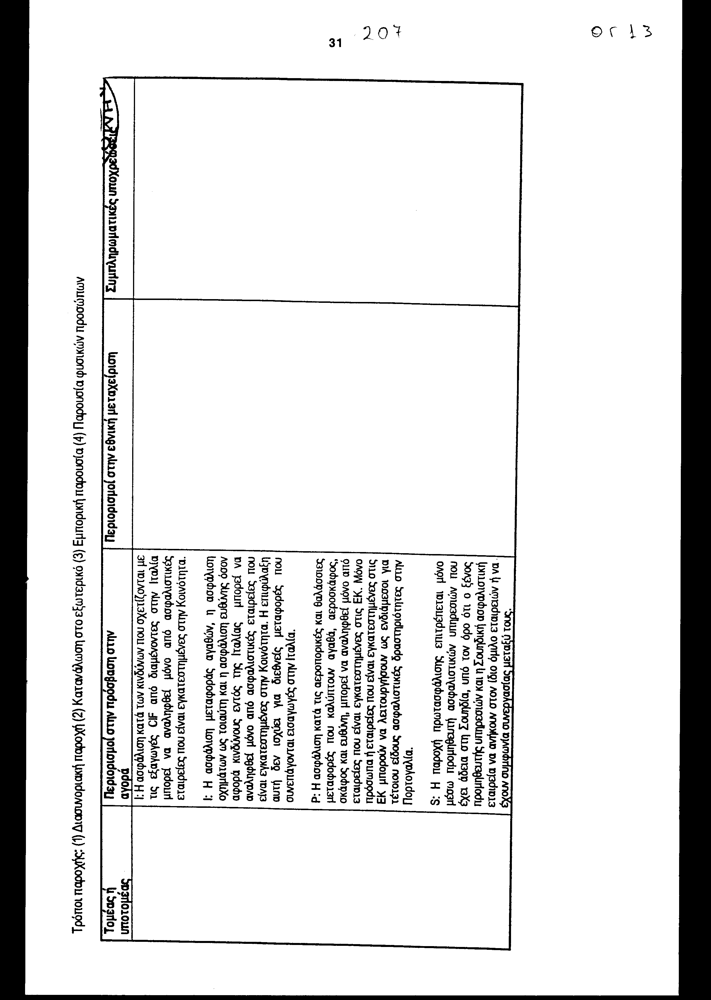 31
207
ΘΓ 13
Τρόποι παροχής: (1) Διασυνοριακή παροχή (2) Κατανάλωση στο εξωτερικό (3) Εμπορική παρουσία (4) Παρουσία φυσικών προσώπων
Τομέας ή
υποτομέας
Περιορισμοί στην πρόσβαση στην
αγορά
Περιορισμοί στην εθνική μεταχείριση
Συμπληρωματικές υποχρεώσεις
I: Η ασφάλιση κατά των κινδύνων που σχετίζονται με
τις εξαγωγές CIF από διαμένοντες στην Ιταλία
μπορεί να αναληφθεί μόνο από ασφαλιστικές
εταιρείες που είναι εγκατεστημένες στην Κοινότητα.
I: Η ασφάλιση μεταφοράς αγαθών, η ασφάλιση
οχημάτων ως τοιαύτη και η ασφάλιση ευθύνης όσον
αφορά κινδύνους εντός της Ιταλίας μπορεί να
αναληφθεί μόνο από ασφαλιστικές εταιρείες που
είναι εγκατεστημένες στην Κοινότητα. Η επιφύλαξη
αυτή δεν ισχύει για διεθνείς μεταφορές που
συνεπάγονται εισαγωγές στην Ιταλία.
P: Η ασφάλιση κατά τις αεροπορικές και θαλάσσιες
μεταφορές που καλύπτουν αγαθά, αεροσκάφος,
σκάφος και ευθύνη, μπορεί να αναληφθεί μόνο από
εταιρείες που είναι εγκατεστημένες στις ΕΚ. Μόνο
πρόσωπα ή εταιρείες που είναι εγκατεστημένες στις
ΕΚ μπορούν να λειτουργήσουν ως ενδιάμεσοι για
τέτοιου είδους ασφαλιστικές δραστηριότητες στην
Πορτογαλία.
S: Η παροχή πρωτασφάλισης επιτρέπεται μόνο
μέσω προμηθευτή ασφαλιστικών υπηρεσιών που
έχει άδεια στη Σουηδία, υπό τον όρο ότι ο ξένος
προμηθευτής υπηρεσιών και η Σουηδική ασφαλιστική
εταιρεία να ανήκουν στον ίδιο όμιλο εταιρειών ή να
έχουν συμφωνία συνεργασίας μεταξύ τους.